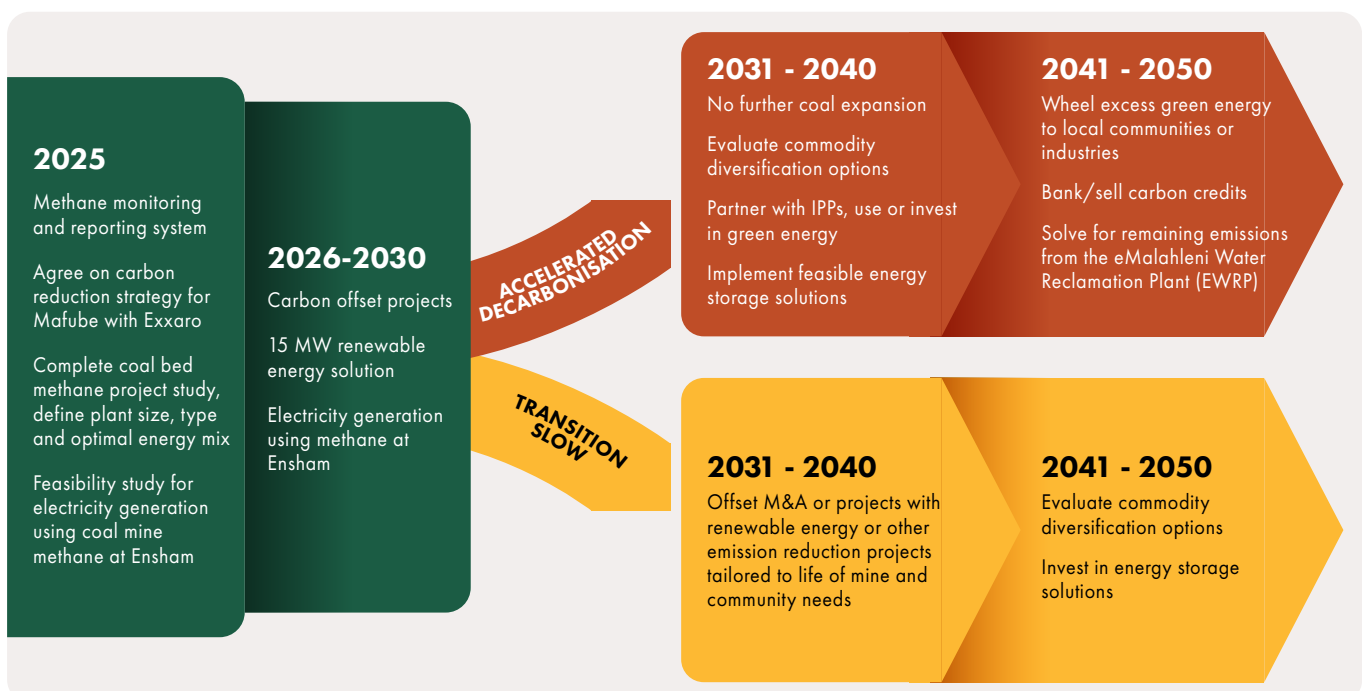 2025
Methane monitoring
and reporting system
Agree on carbon
reduction strategy for
Mafube with Exxaro
Complete coal bed
methane project study,
define plant size, type
and optimal energy mix
Feasibility study for
electricity generation
using coal mine
methane at Ensham
2026-2030
Carbon offset projects
15 MW renewable
energy solution
Electricity generation
using methane at
Ensham
ACCELERATED
DECARBONISATION
2031 - 2040
No further coal expansion
Evaluate commodity
diversification options
Partner with IPPs, use or invest
in green energy
Implement feasible energy
storage solutions
2041 - 2050
Wheel excess green energy
to local communities or
industries
Bank/sell carbon credits
Solve for remaining emissions
from the eMalahleni Water
Reclamation Plant (EWRP)
TRANSITION
SLOW
2031 - 2040
Offset M&A or projects with
renewable energy or other
emission reduction projects
tailored to life of mine and
community needs
2041 - 2050
Evaluate commodity
diversification options
Invest in energy storage
solutions